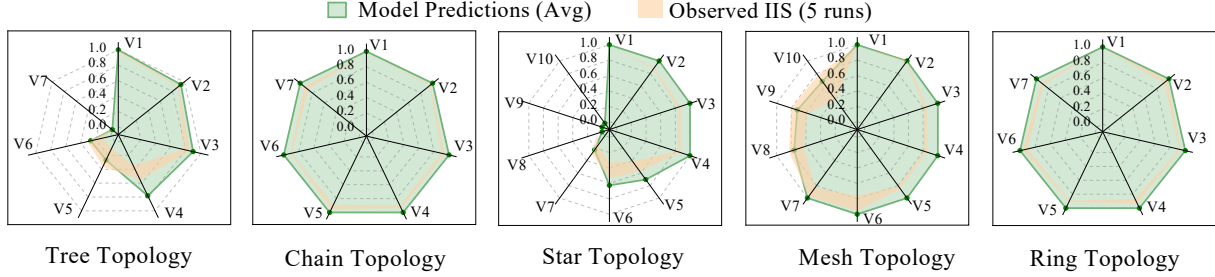 Model Predictions (Avg) Observed IIS (5 runs)
V1
1.0
0.8
0.6
0.4
0.2
0.0
V2
V3
V4
V5
V6
V7
Tree Topology
V1
1.0
0.8
0.6
0.4
0.2
0.0
V2
V3
V4
V5
V6
V7
Chain Topology
V1
1.0
0.8
0.6
0.4
0.2
0.0
V2
V3
V4
V5
V6
V7
V8
V9
V10
Star Topology
V1
1.0
0.8
0.6
0.4
0.2
0.0
V2
V3
V4
V5
V6
V7
V8
V9
V10
Mesh Topology
V1
1.0
0.8
0.6
0.4
0.2
0.0
V2
V3
V4
V5
V6
V7
Ring Topology